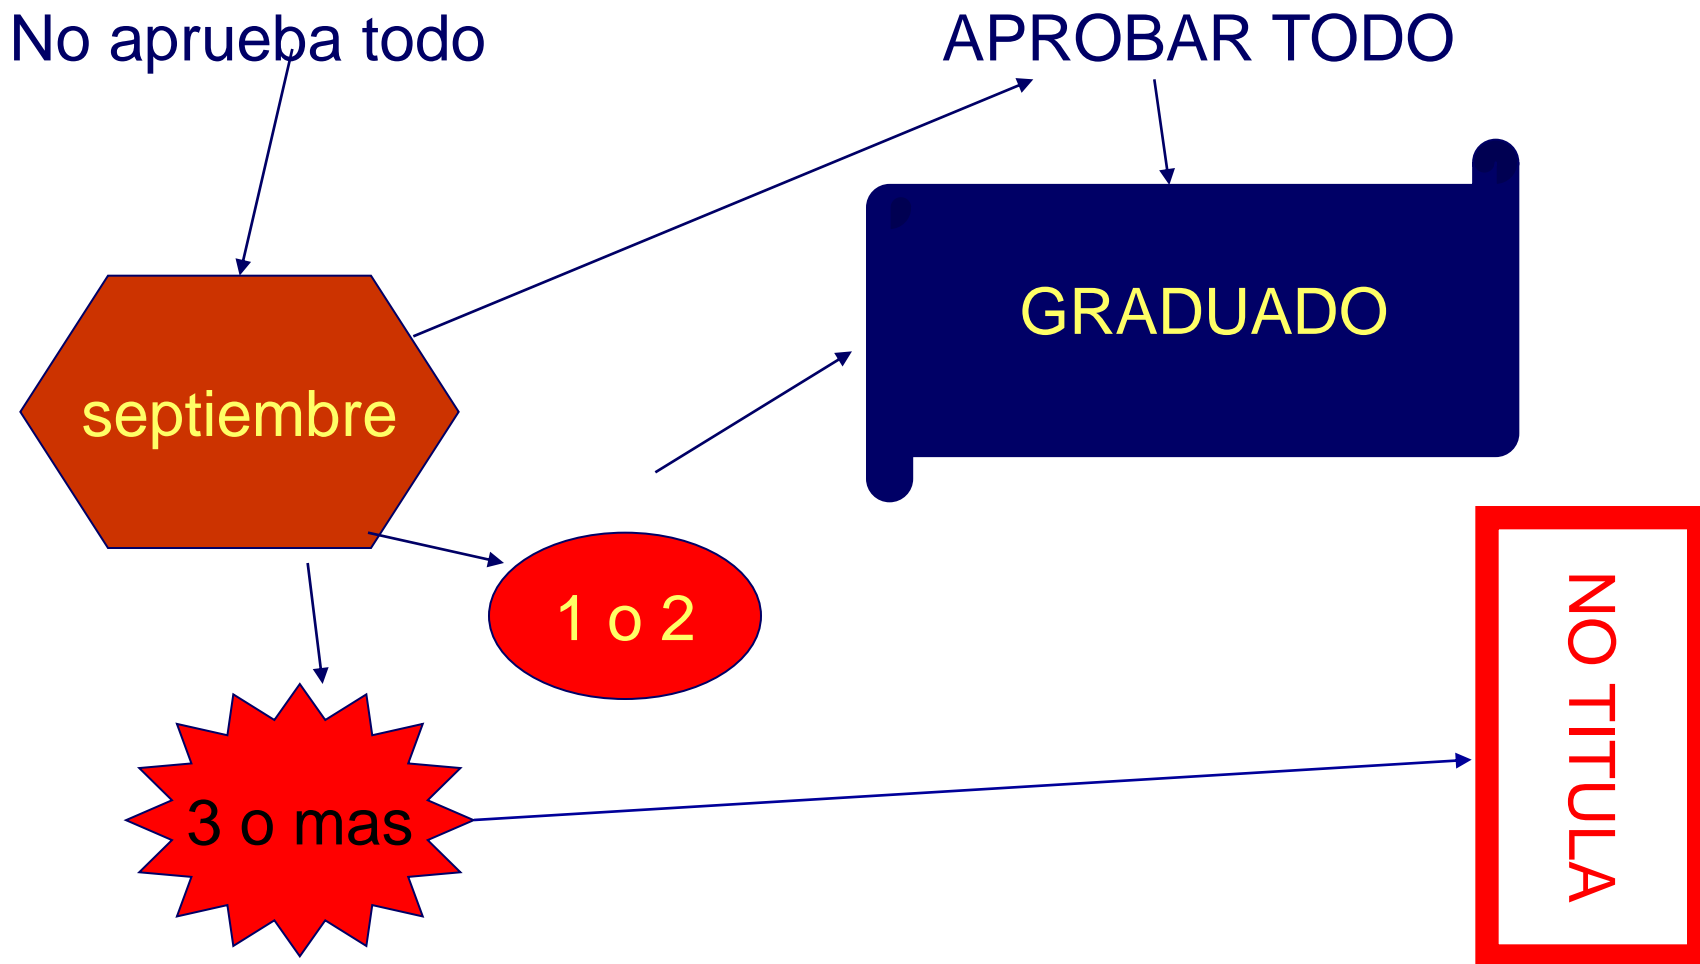 No aprueba todo
APROBAR TODO
GRADUADO
septiembre
1 o 2
NO TITULA
3 o mas